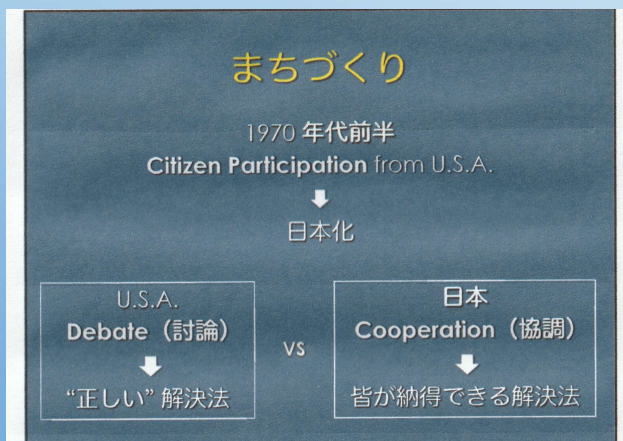 まちづくり
1970 年代前半
Citizen Participation from U.S.A.
日本化
U.S.A.
Debate（討論）
“正しい” 解決法
vs
日本
Cooperation（協調）
皆が納得できる解決法